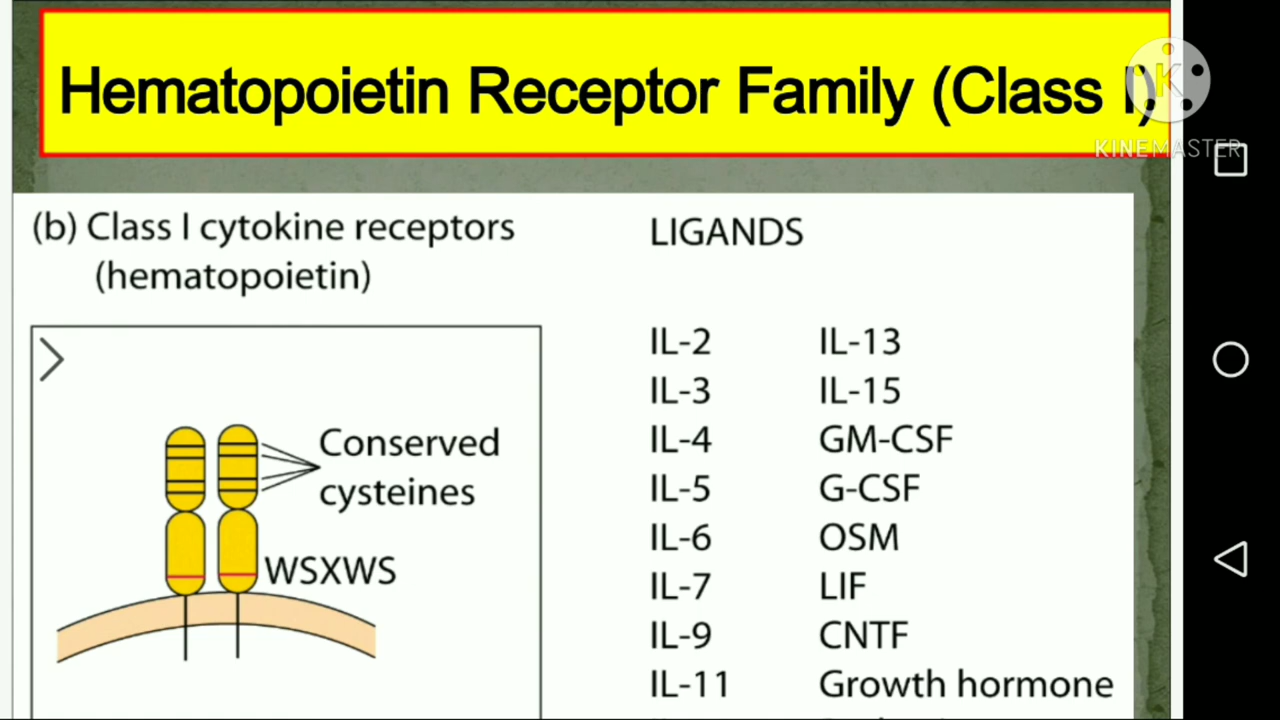 Hematopoietin Receptor Family (Class I)
KINEMASTER
(b) Class I cytokine receptors
(hematopoietin)
LIGANDS
Conserved
cysteines
WSXWS
IL-2 IL-13
IL-3 IL-15
IL-4 GM-CSF
IL-5 G-CSF
IL-6 OSM
IL-7 LIF
IL-9 CNTF
IL-11 Growth hormone